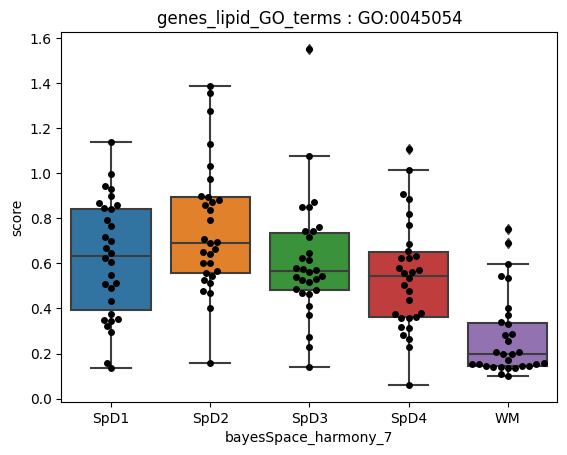 genes_lipid_GO_terms : GO:0045054
1.6
1.4
1.2
1.0
0.8
0.6
0.4
0.2
0.0
score
SpD1 SpD2 SpD3 SpD4 WM
bayesSpace_harmony_7